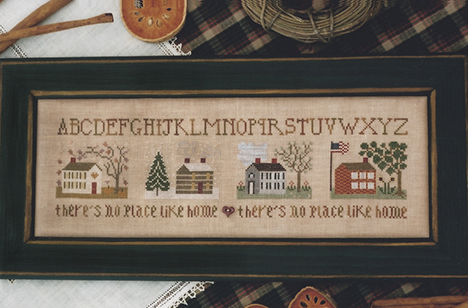 ABCDEFGHIJKLMNOPQRSTUVWXYZ
there's no place like home ♥ there's no place like home